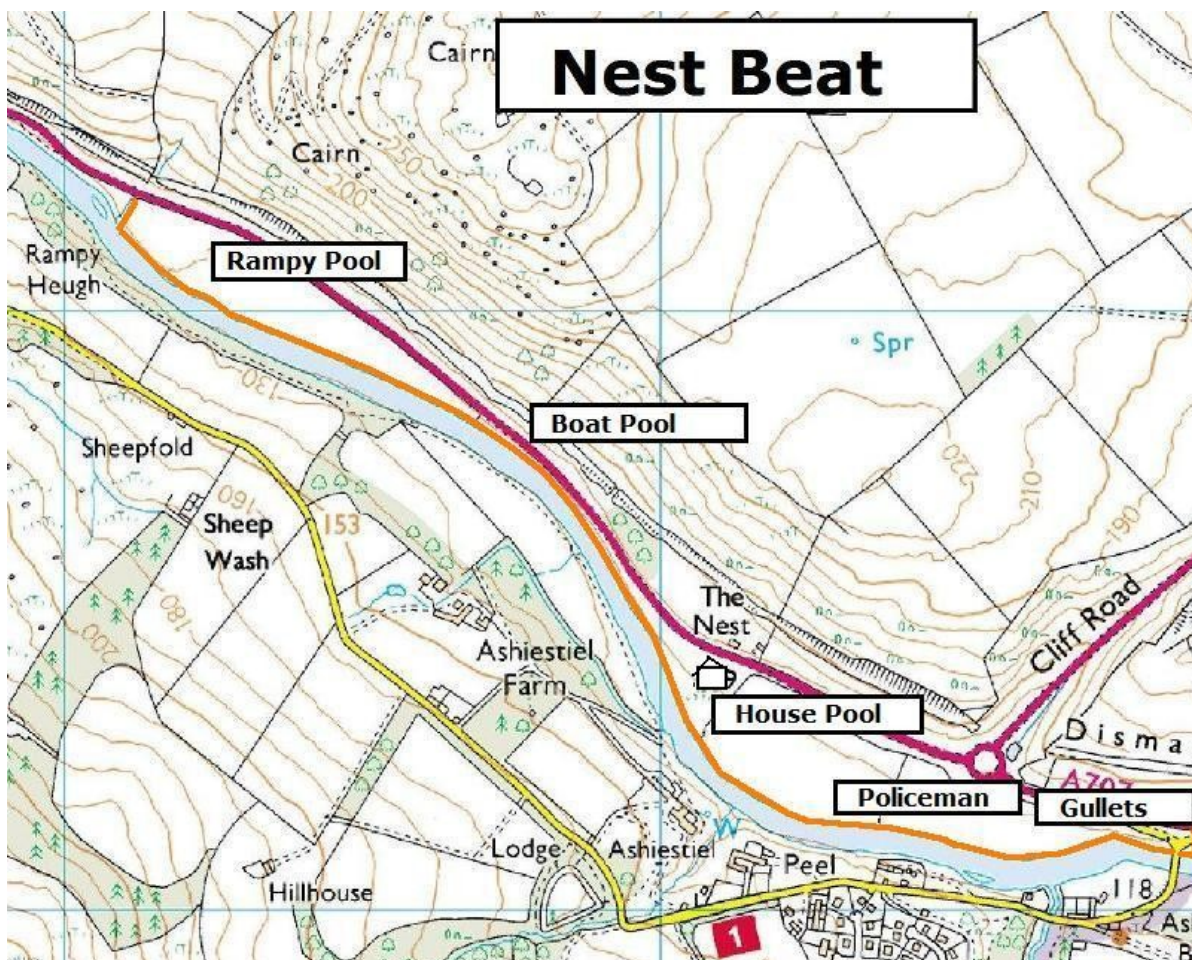 Nest Beat
Cairn
Cairn
250
200
Rampy Pool
Rampy
Heugh
130
Spr
Boat Pool
Sheepfold
220
210
190
160
153
Sheep
Wash
180
200
The
Nest
Cliff Road
Ashiestiel
Farm
House Pool
Disma
A707
Policeman
Gullets
W
Lodge
Ashiestiel
Peel
Hillhouse
118
1
As
B